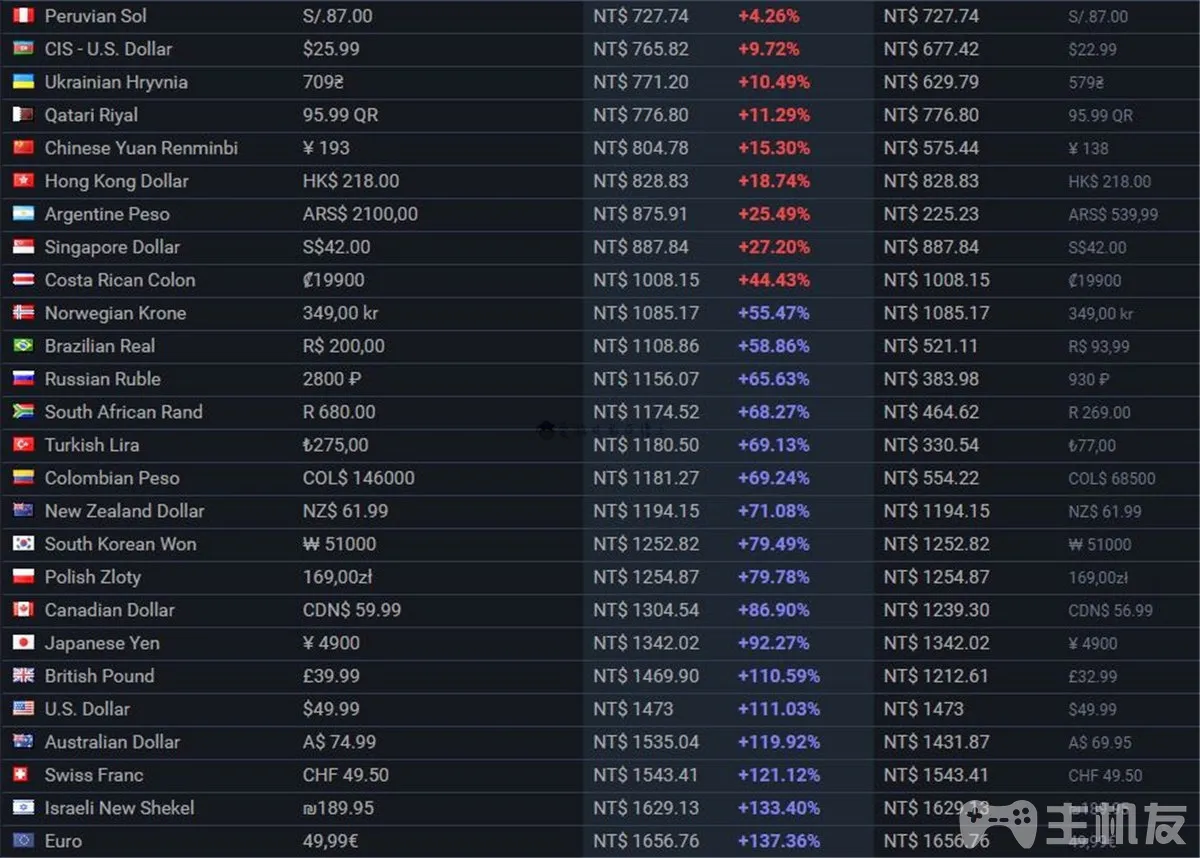 Peruvian Sol S/.87.00 NT$ 727.74 +4.26% NT$ 727.74 S/.87.00
CIS - U.S. Dollar $25.99 NT$ 765.82 +9.72% NT$ 677.42 $22.99
Ukrainian Hryvnia 709₴ NT$ 771.20 +10.49% NT$ 629.79 579₴
Qatari Riyal 95.99 QR NT$ 776.80 +11.29% NT$ 776.80 95.99 QR
Chinese Yuan Renminbi ¥ 193 NT$ 804.78 +15.30% NT$ 575.44 ¥ 138
Hong Kong Dollar HK$ 218.00 NT$ 828.83 +18.74% NT$ 828.83 HK$ 218.00
Argentine Peso ARS$ 2100,00 NT$ 875.91 +25.49% NT$ 225.23 ARS$ 539,99
Singapore Dollar S$42.00 NT$ 887.84 +27.20% NT$ 887.84 S$42.00
Costa Rican Colon ₡19900 NT$ 1008.15 +44.43% NT$ 1008.15 ₡19900
Norwegian Krone 349,00 kr NT$ 1085.17 +55.47% NT$ 1085.17 349,00 kr
Brazilian Real R$ 200,00 NT$ 1108.86 +58.86% NT$ 521.11 R$ 93,99
Russian Ruble 2800 ₽ NT$ 1156.07 +65.63% NT$ 383.98 930 ₽
South African Rand R 680.00 NT$ 1174.52 +68.27% NT$ 464.62 R 269.00
Turkish Lira ₺275,00 NT$ 1180.50 +69.13% NT$ 330.54 ₺77,00
Colombian Peso COL$ 146000 NT$ 1181.27 +69.24% NT$ 554.22 COL$ 68500
New Zealand Dollar NZ$ 61.99 NT$ 1194.15 +71.08% NT$ 1194.15 NZ$ 61.99
South Korean Won ₩ 51000 NT$ 1252.82 +79.49% NT$ 1252.82 ₩ 51000
Polish Zloty 169,00zł NT$ 1254.87 +79.78% NT$ 1254.87 169,00zł
Canadian Dollar CDN$ 59.99 NT$ 1304.54 +86.90% NT$ 1239.30 CDN$ 56.99
Japanese Yen ¥ 4900 NT$ 1342.02 +92.27% NT$ 1342.02 ¥ 4900
British Pound £39.99 NT$ 1469.90 +110.59% NT$ 1212.61 £32.99
U.S. Dollar $49.99 NT$ 1473 +111.03% NT$ 1473 $49.99
Australian Dollar A$ 74.99 NT$ 1535.04 +119.92% NT$ 1431.87 A$ 69.95
Swiss Franc CHF 49.50 NT$ 1543.41 +121.12% NT$ 1543.41 CHF 49.50
Israeli New Shekel ₪189.95 NT$ 1629.13 +133.40% NT$ 1629.13 ₪189.95
Euro 49,99€ NT$ 1656.76 +137.36% NT$ 1656.76 49,99€
主机友